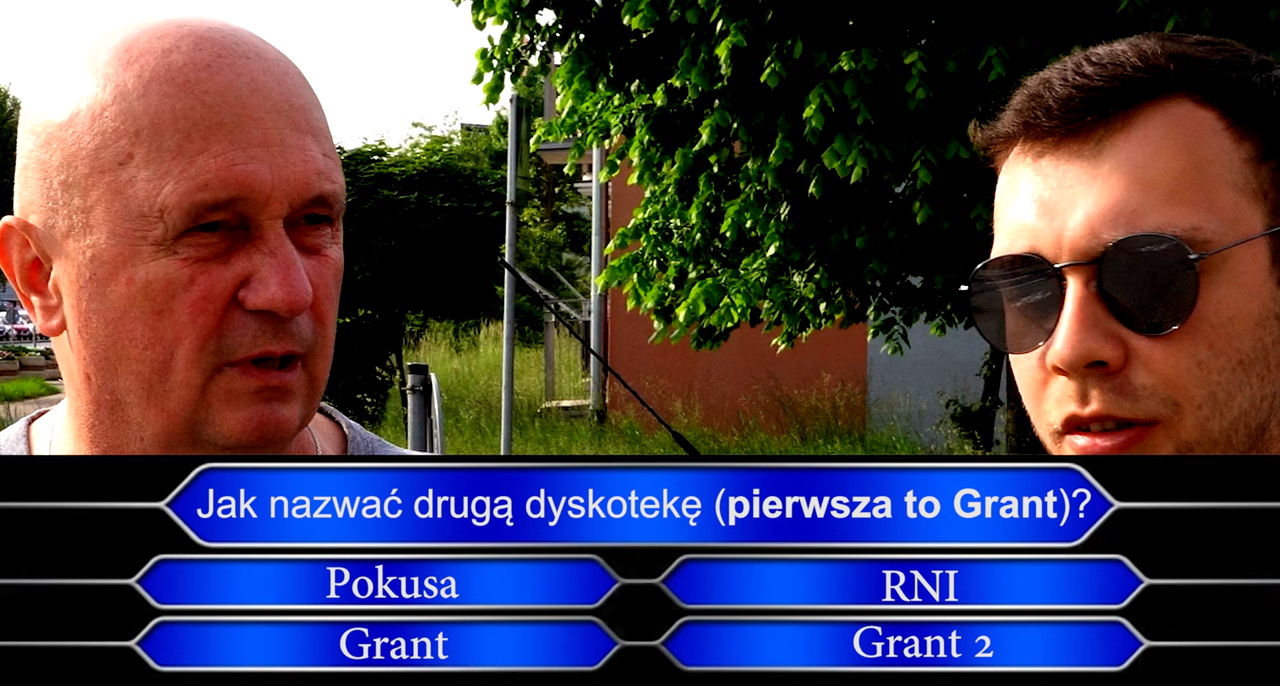 Jak nazwać drugą dyskotekę (pierwsza to Grant)?
Pokusa
RNI
Grant
Grant 2